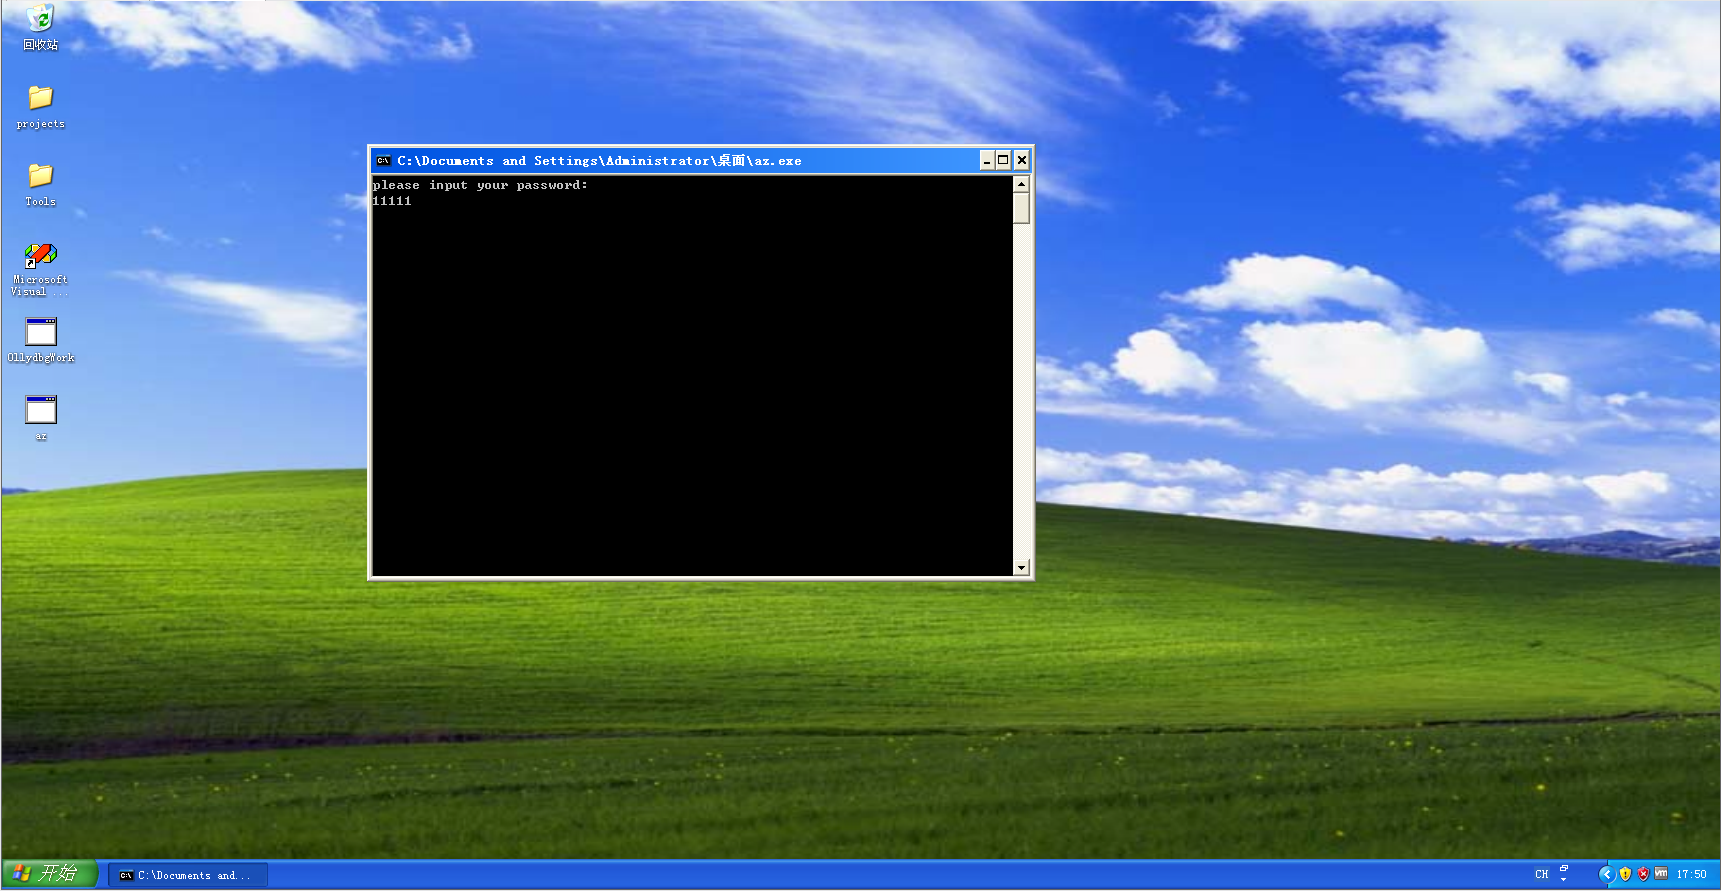 回收站
projects
Tools
Microsoft
Visual ...
OllydbgWork
az
C:\Documents and Settings\Administrator\桌面\az.exe
please input your password:
11111
开始
C:\Documents and...
CH
17:50